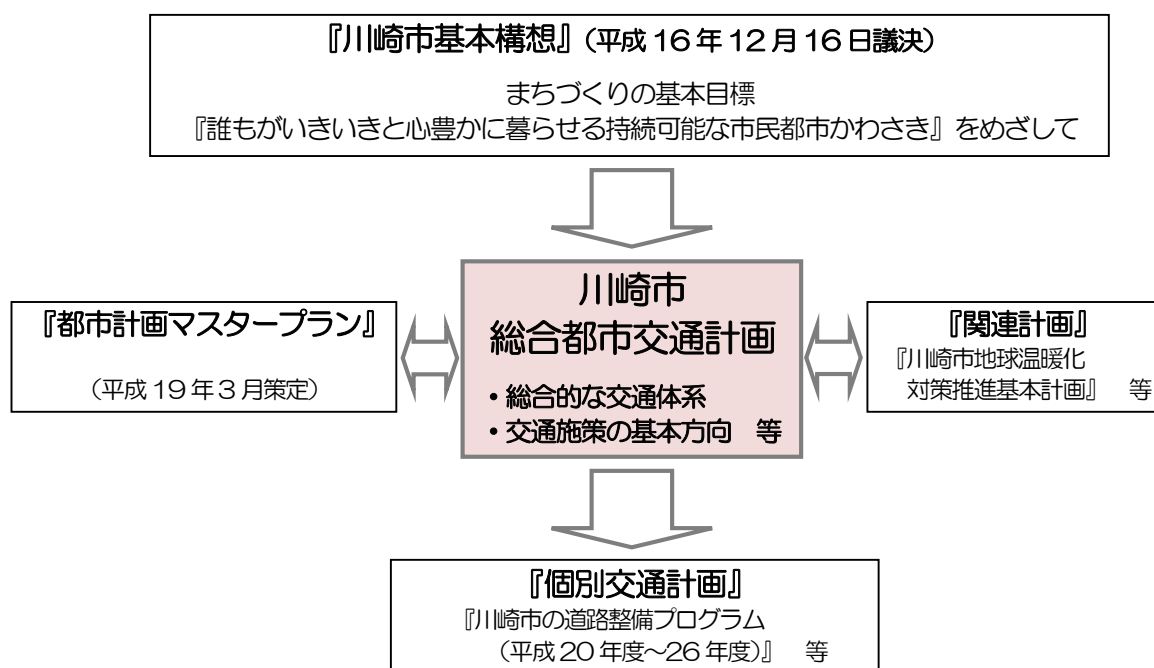 『川崎市基本構想』（平成１６年１２月１６日議決）
まちづくりの基本目標
『誰もがいきいきと心豊かに暮らせる持続可能な市民都市かわさき』をめざして
川崎市
総合都市交通計画
・総合的な交通体系
・交通施策の基本方向　等
『都市計画マスタープラン』
（平成１９年３月策定）
『関連計画』
『川崎市地球温暖化
対策推進基本計画』　等
『個別交通計画』
『川崎市の道路整備プログラム
（平成２０年度～２６年度）』　等